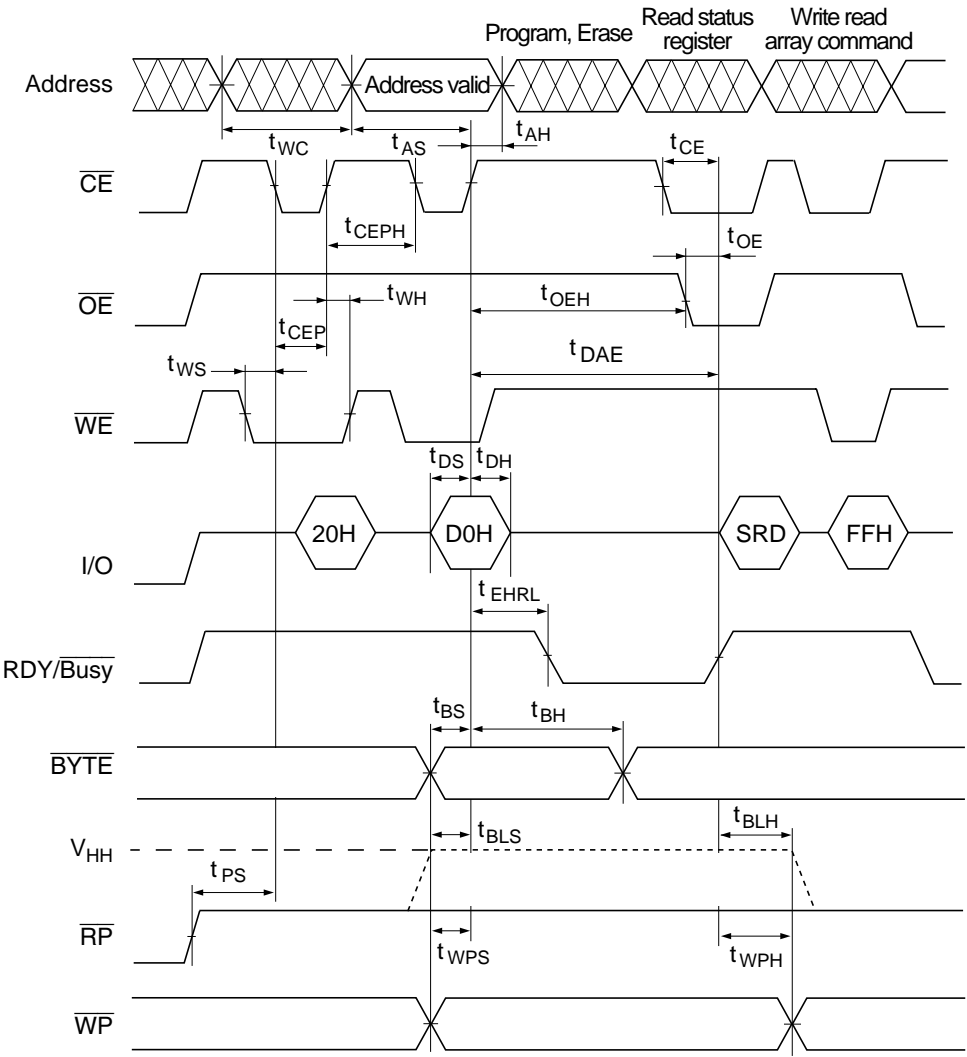 Program, Erase
Read status
register
Write read
array command
Address
Address valid
tWC
tAS
tAH
tCE
CE
tCEPH
tOE
OE
tWH
tOEH
tCEP
tDAE
tWS
WE
tDS
tDH
20H
D0H
SRD
FFH
I/O
tEHRL
RDY/Busy
tBS
tBH
BYTE
tBLS
tBLH
VHH
tPS
RP
tWPS
tWPH
WP